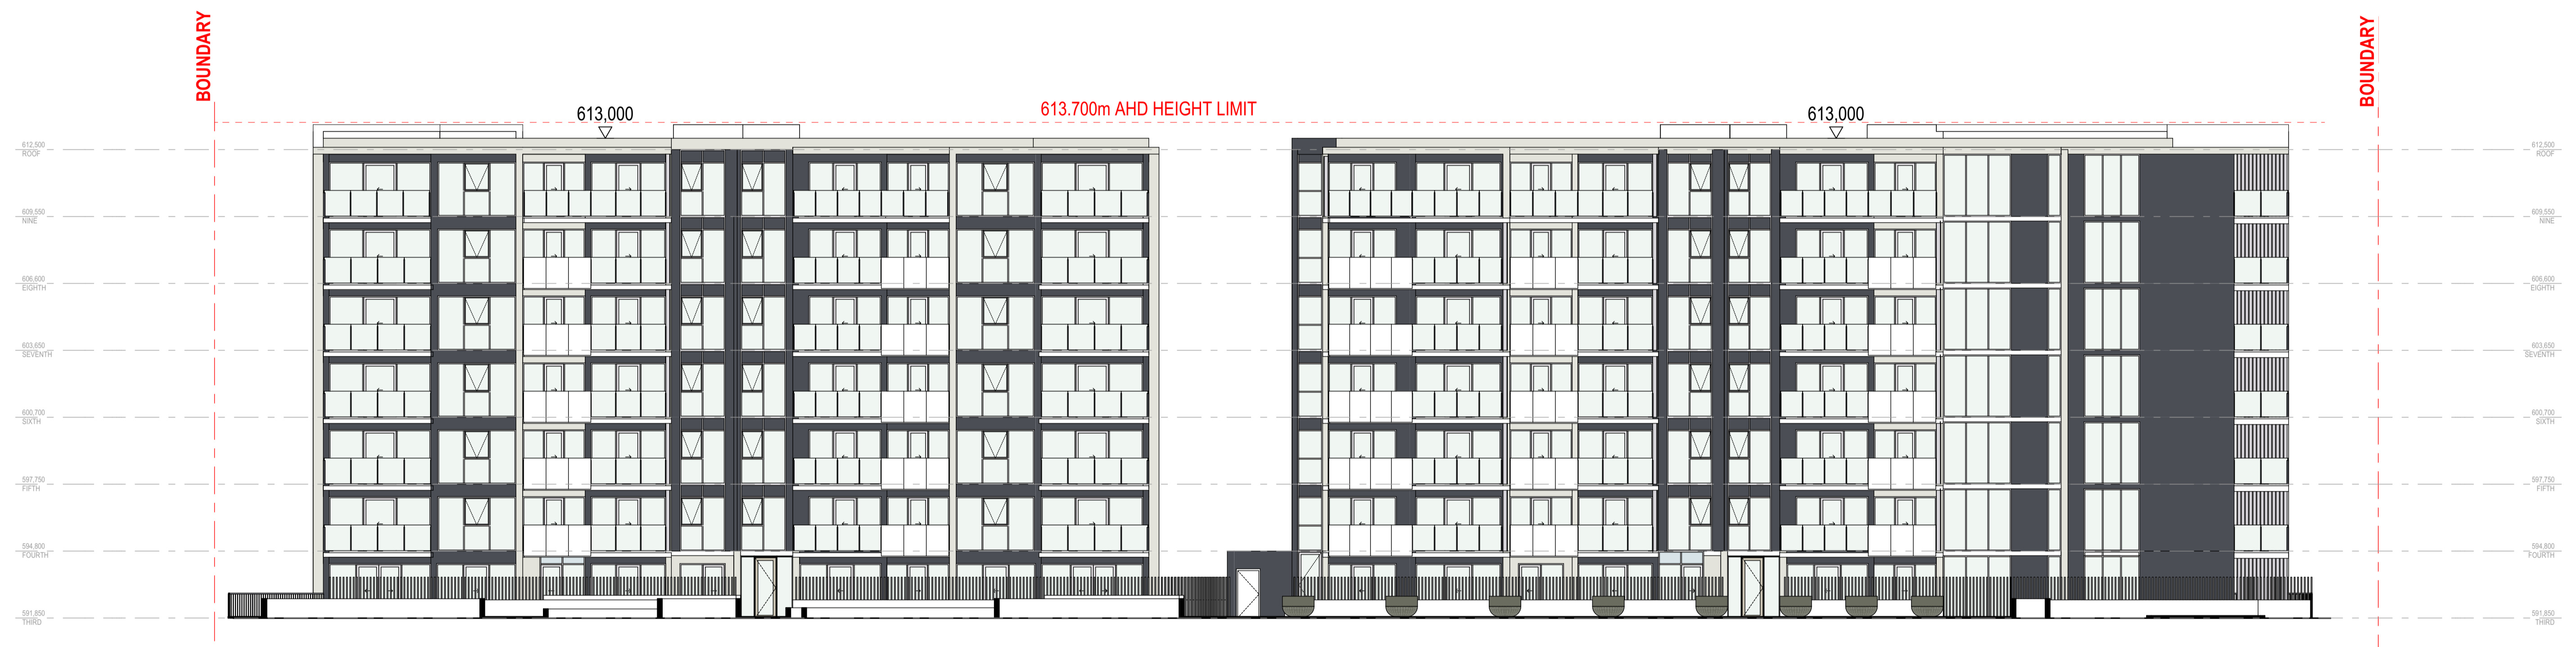 BOUNDARY
BOUNDARY
613.700m AHD HEIGHT LIMIT
613,000
613,000
612,500
ROOF
612,500
ROOF
609,550
NINE
609,550
NINE
606,600
EIGHTH
606,600
EIGHTH
603,650
SEVENTH
603,650
SEVENTH
600,700
SIXTH
600,700
SIXTH
597,750
FIFTH
597,750
FIFTH
594,800
FOURTH
594,800
FOURTH
591,850
THIRD
591,850
THIRD